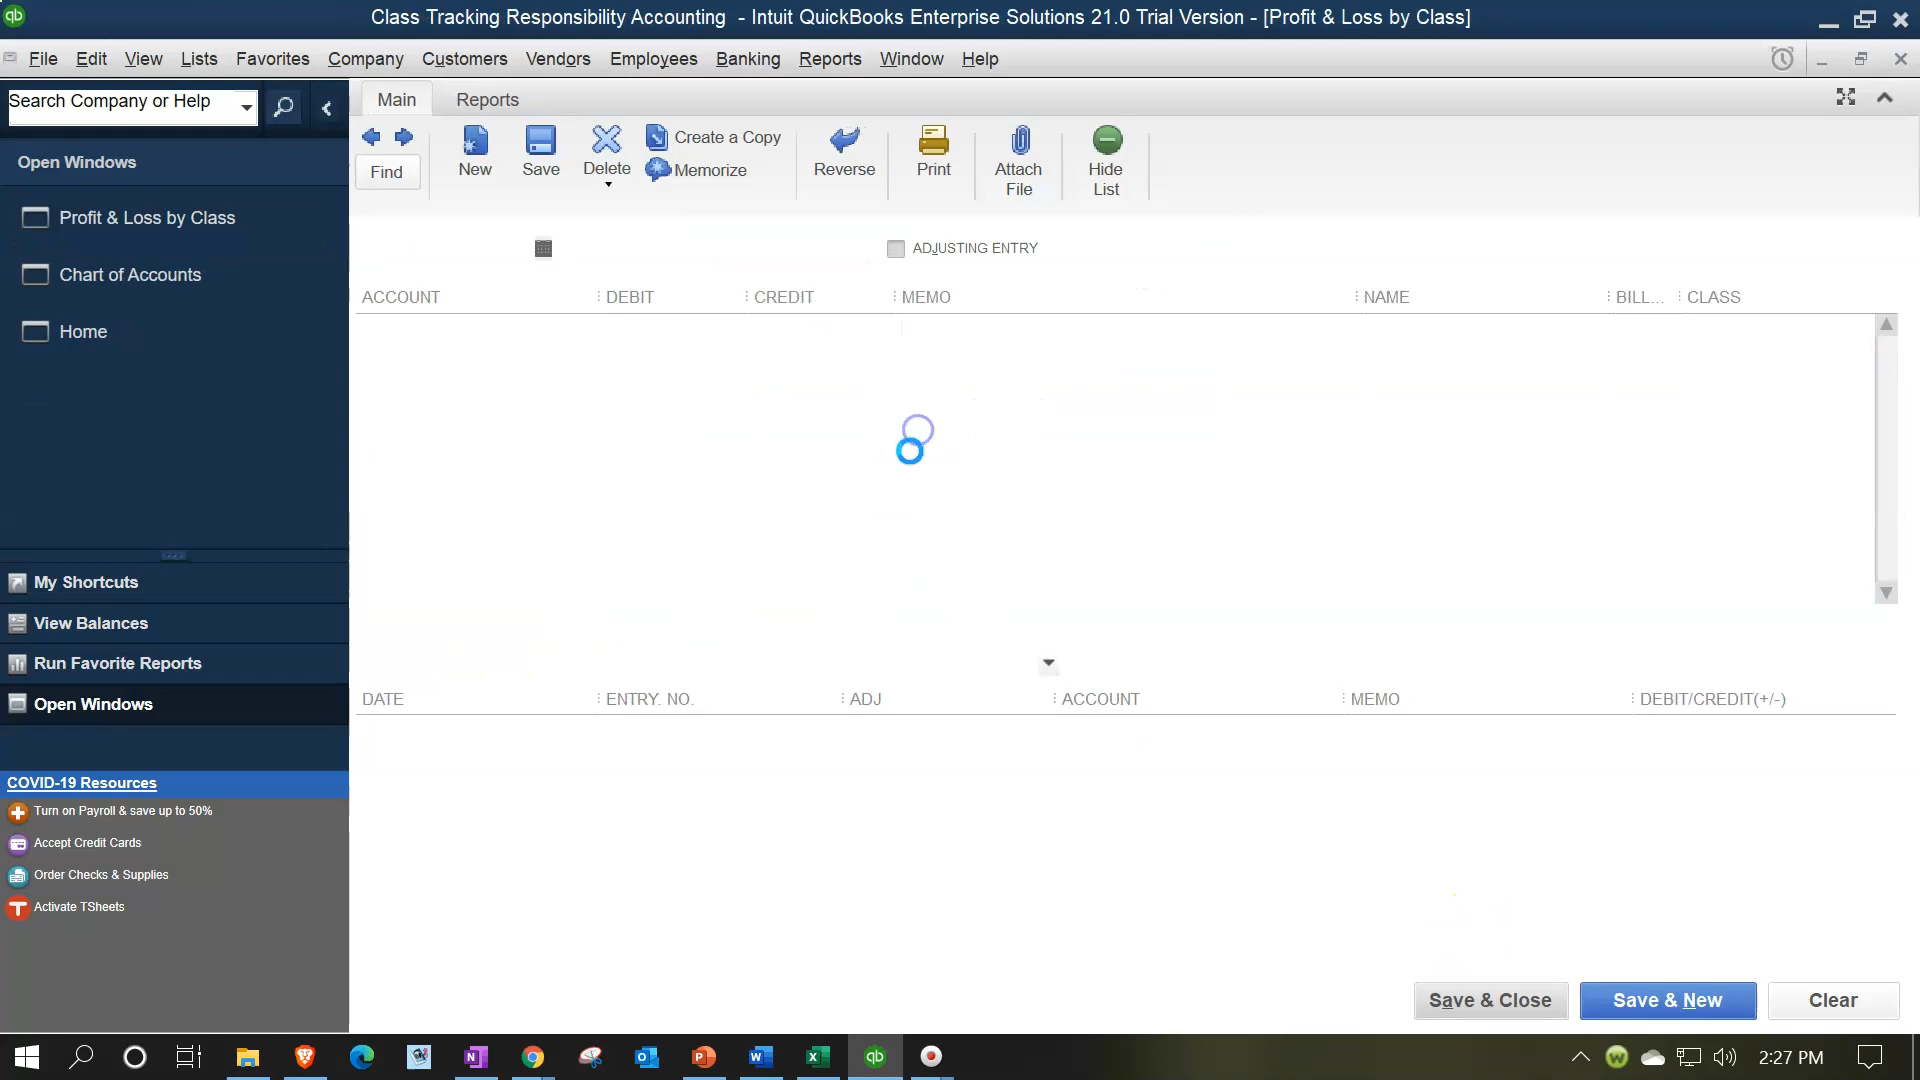 qb
Class Tracking Responsibility Accounting - Intuit QuickBooks Enterprise Solutions 21.0 Trial Version - [Profit & Loss by Class]
File Edit View Lists Favorites Company Customers Vendors Employees Banking Reports Window Help
Search Company or Help
Main Reports
Find
New
Save
Delete
Create a Copy
Memorize
Reverse
Print
Attach File
Hide List
Open Windows
Profit & Loss by Class
Chart of Accounts
Home
ADJUSTING ENTRY
ACCOUNT DEBIT CREDIT MEMO NAME BILL... CLASS
My Shortcuts
View Balances
Run Favorite Reports
Open Windows
DATE ENTRY. NO. ADJ ACCOUNT MEMO DEBIT/CREDIT(+/-)
COVID-19 Resources
Turn on Payroll & save up to 50%
Accept Credit Cards
Order Checks & Supplies
Activate TSheets
Save & Close Save & New Clear
2:27 PM